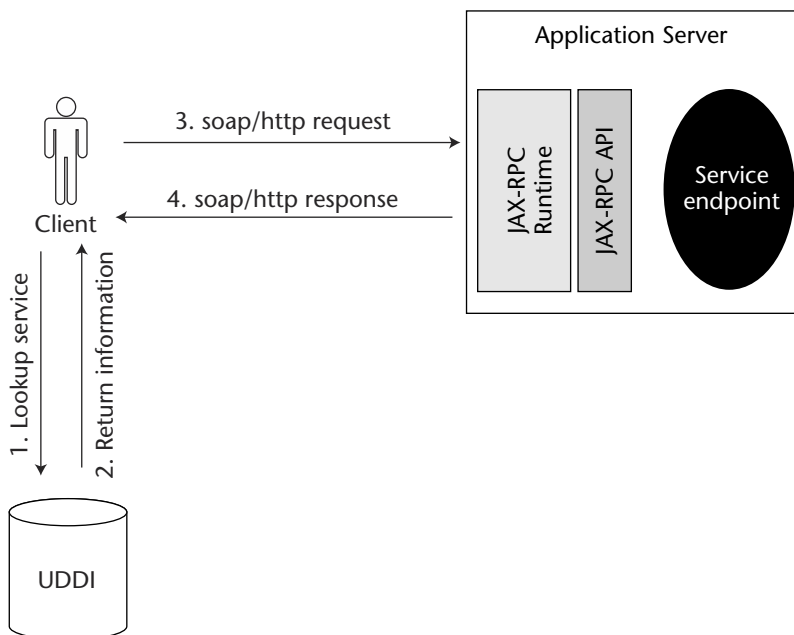 Application Server
3. soap/http request
4. soap/http response
Client
JAX-RPC
Runtime
JAX-RPC API
Service
endpoint
1. Lookup service
2. Return information
UDDI